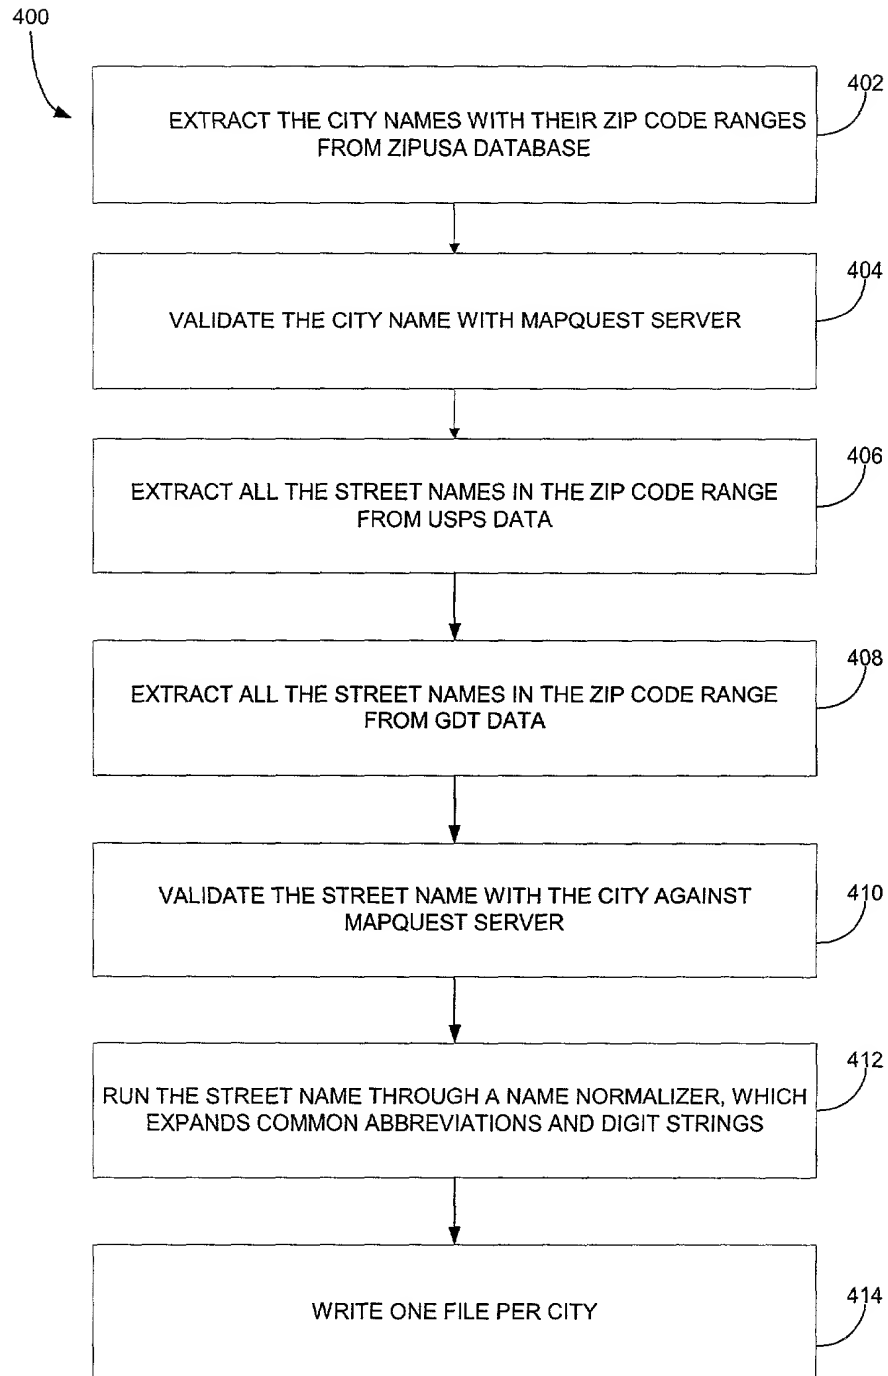 400
402
EXTRACT THE CITY NAMES WITH THEIR ZIP CODE RANGES
FROM ZIPUSA DATABASE
404
VALIDATE THE CITY NAME WITH MAPQUEST SERVER
406
EXTRACT ALL THE STREET NAMES IN THE ZIP CODE RANGE
FROM USPS DATA
408
EXTRACT ALL THE STREET NAMES IN THE ZIP CODE RANGE
FROM GDT DATA
410
VALIDATE THE STREET NAME WITH THE CITY AGAINST
MAPQUEST SERVER
412
RUN THE STREET NAME THROUGH A NAME NORMALIZER, WHICH
EXPANDS COMMON ABBREVIATIONS AND DIGIT STRINGS
414
WRITE ONE FILE PER CITY